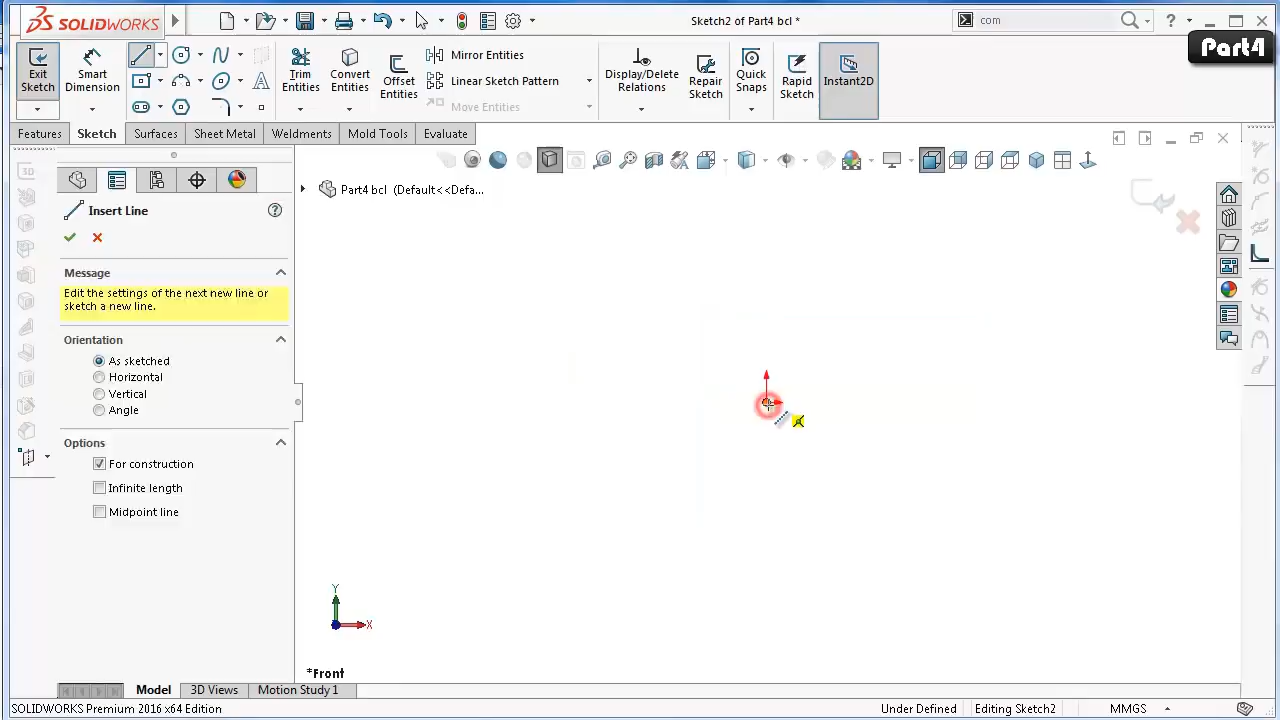 SOLIDWORKS
Sketch2 of Part4 bcl *
com
Part4
Exit Sketch
Smart Dimension
Trim Entities
Convert Entities
Offset Entities
Mirror Entities
Linear Sketch Pattern
Move Entities
Display/Delete Relations
Repair Sketch
Quick Snaps
Rapid Sketch
Instant2D
Features
Sketch
Surfaces
Sheet Metal
Weldments
Mold Tools
Evaluate
3D
Part4 bcl (Default<<Defa...
Insert Line
Message
Edit the settings of the next new line or
sketch a new line.
Orientation
As sketched
Horizontal
Vertical
Angle
Options
For construction
Infinite length
Midpoint line
Y
X
*Front
Model
3D Views
Motion Study 1
SOLIDWORKS Premium 2016 x64 Edition
Under Defined
Editing Sketch2
MMGS